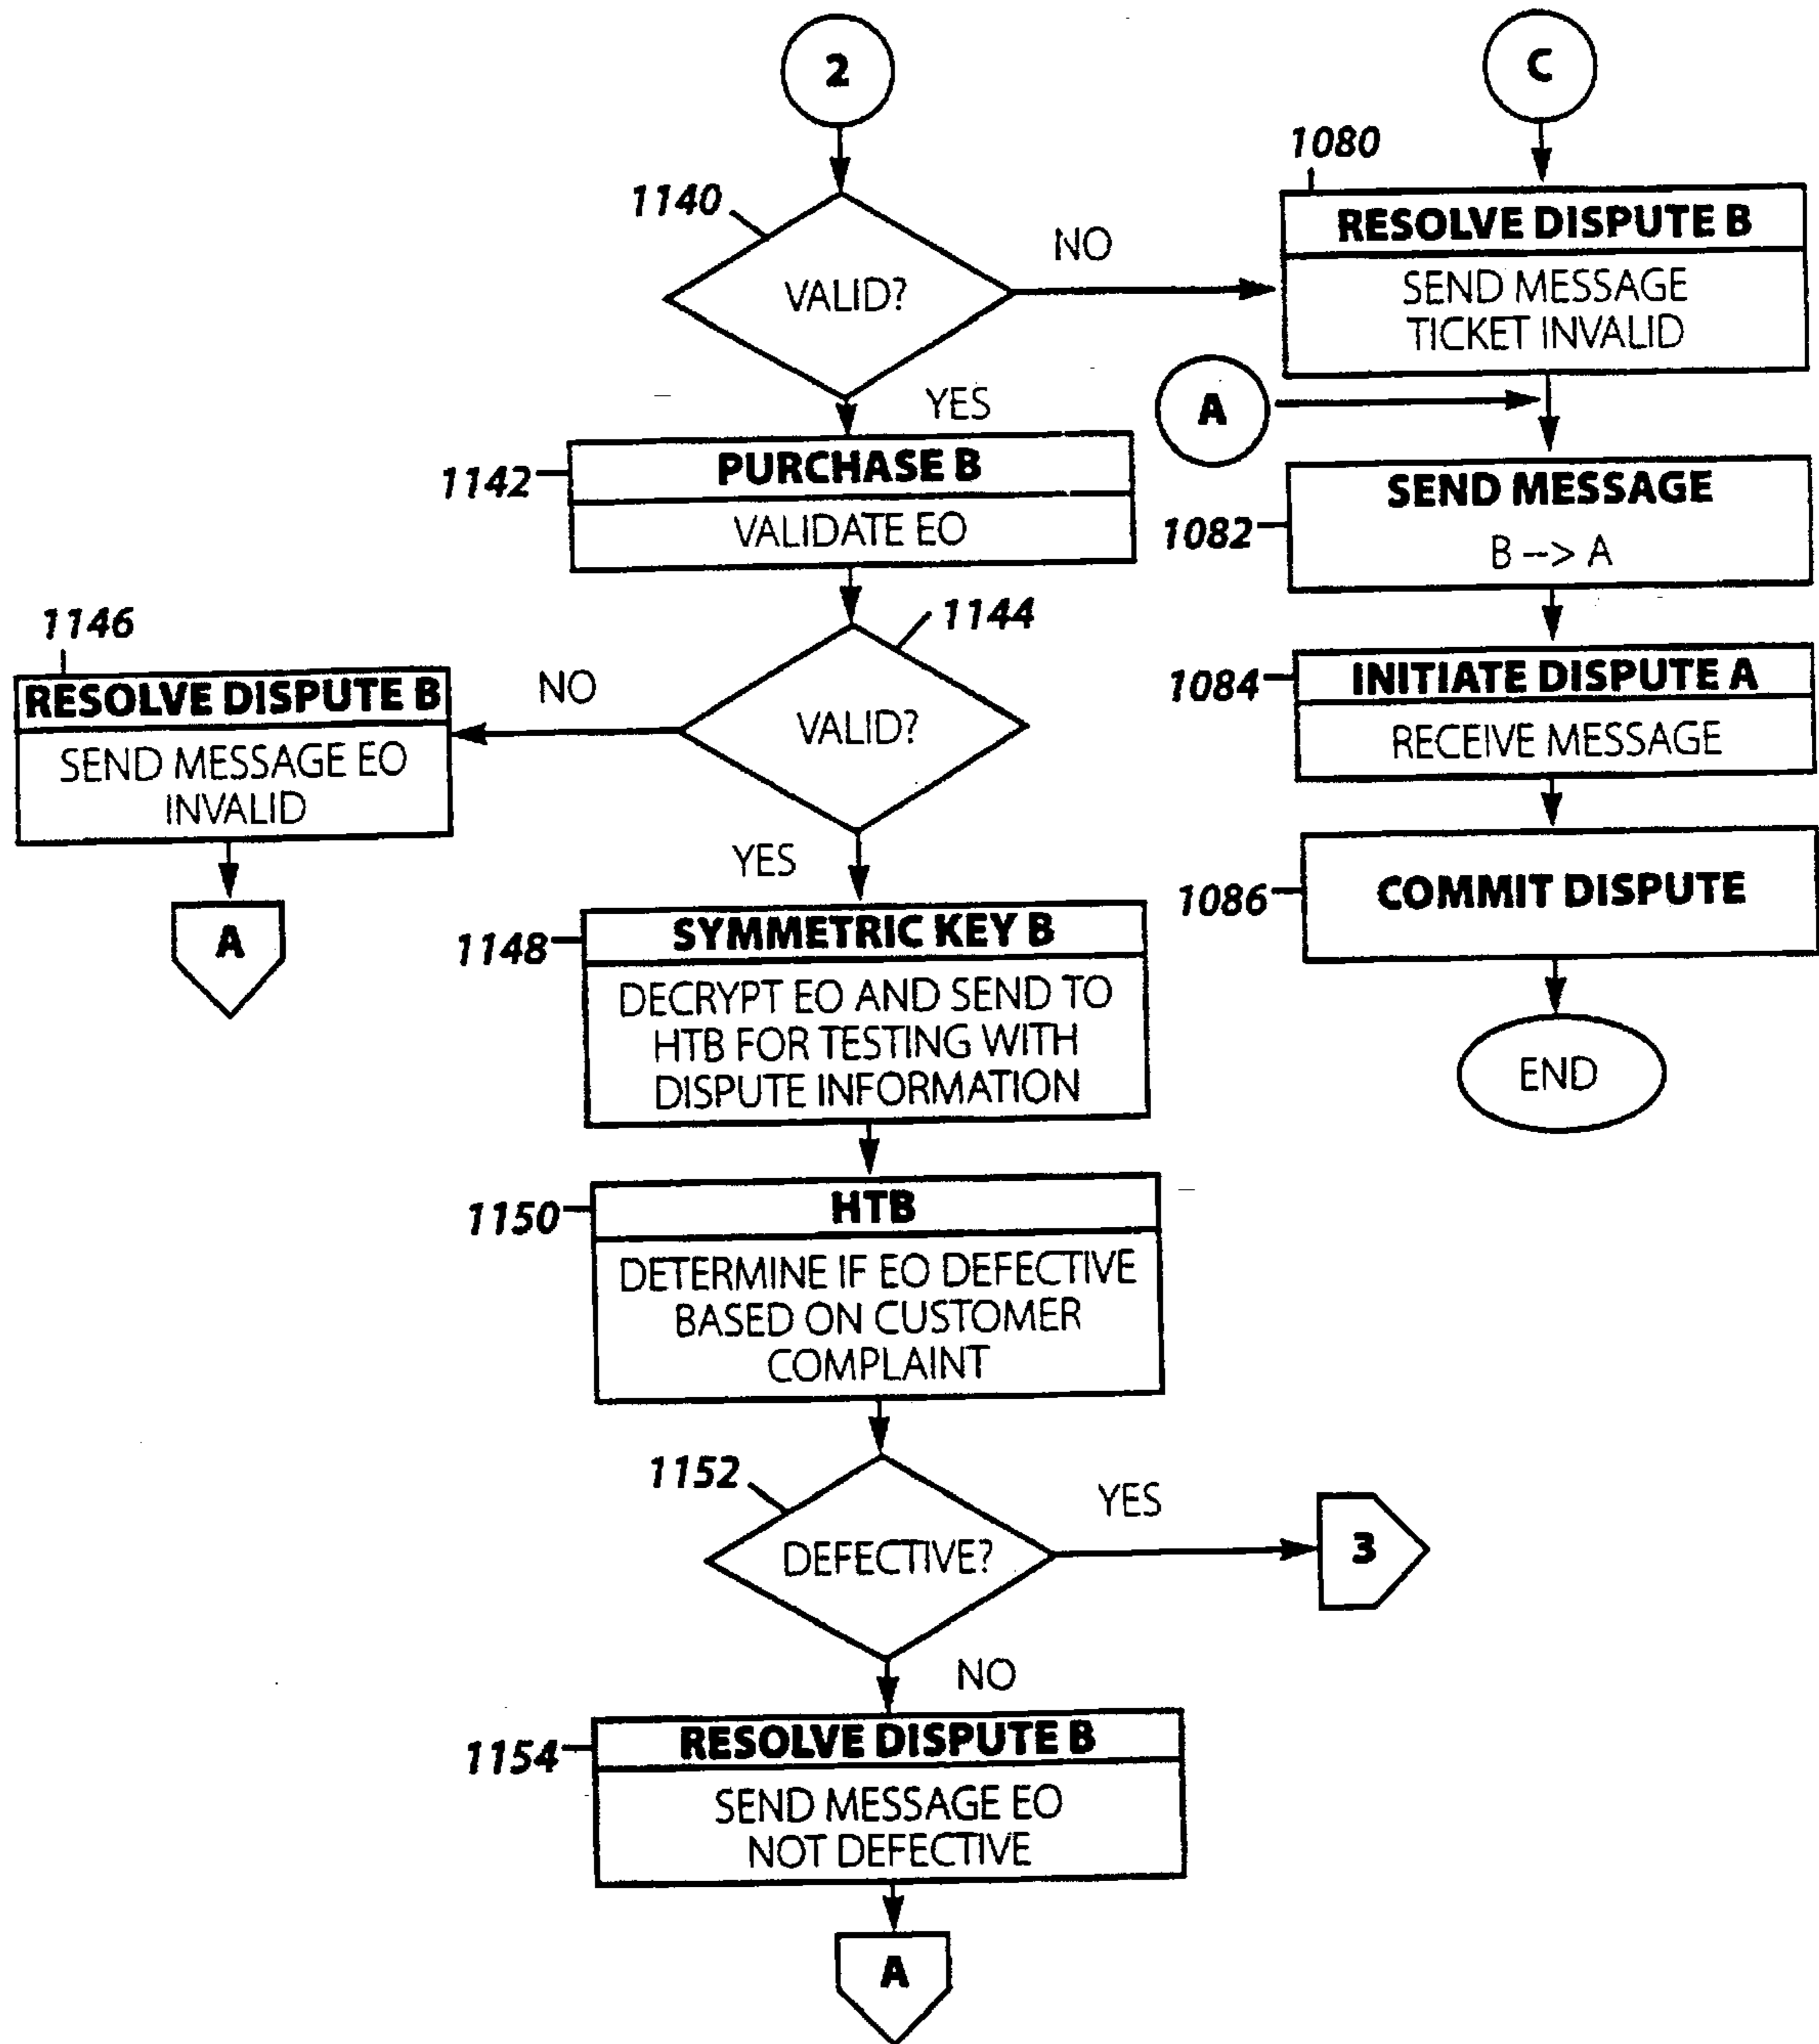 2
C
1080
RESOLVE DISPUTE B
SEND MESSAGE
TICKET INVALID
1140
VALID?
NO
YES
A
1142
PURCHASE B
VALIDATE EO
1082
SEND MESSAGE
B --> A
1144
VALID?
NO
1146
RESOLVE DISPUTE B
SEND MESSAGE EO
INVALID
A
YES
1084
INITIATE DISPUTE A
RECEIVE MESSAGE
1086
COMMIT DISPUTE
END
1148
SYMMETRIC KEY B
DECRYPT EO AND SEND TO
HTB FOR TESTING WITH
DISPUTE INFORMATION
1150
HTB
DETERMINE IF EO DEFECTIVE
BASED ON CUSTOMER
COMPLAINT
1152
DEFECTIVE?
YES
3
NO
1154
RESOLVE DISPUTE B
SEND MESSAGE EO
NOT DEFECTIVE
A